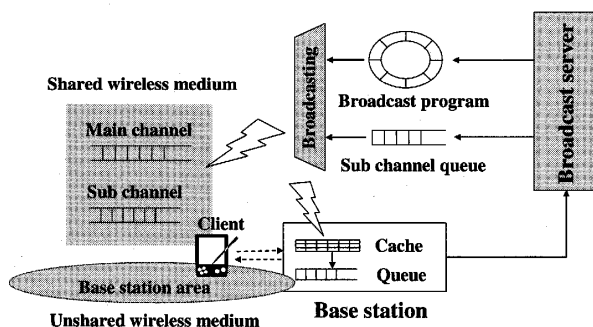 Shared wireless medium
Main channel
Sub channel
Broadcasting
Broadcast program
Sub channel queue
Broadcast server
Client
Cache
Queue
Base station area
Base station
Unshared wireless medium